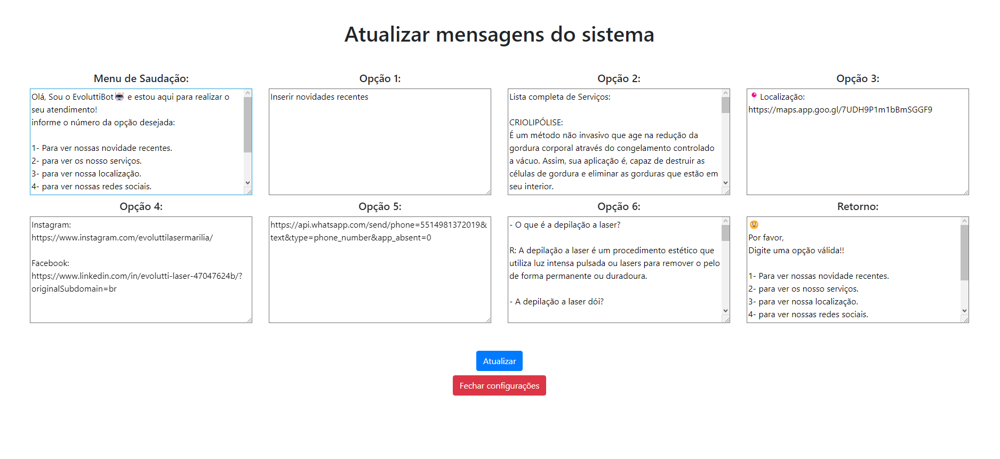 Atualizar mensagens do sistema
Menu de Saudação:
Olá, Sou o EvoluttiBot🤖 e estou aqui para realizar o
seu atendimento!
informe o número da opção desejada:
1- Para ver nossas novidade recentes.
2- para ver os nosso serviços.
3- para ver nossa localização.
4- para ver nossas redes sociais.
Opção 1:
Inserir novidades recentes
Opção 2:
Lista completa de Serviços:
CRIOLIPÓLISE:
É um método não invasivo que age na redução da
gordura corporal através do congelamento controlado
a vácuo. Assim, sua aplicação é, capaz de destruir as
células de gordura e eliminar as gorduras que estão em
seu interior.
Opção 3:
📍Localização:
https://maps.app.goo.gl/7UDH9P1m1bBmSGGF9
Opção 4:
Instagram:
https://www.instagram.com/evoluttilasermarilia/
Facebook:
https://www.linkedin.com/in/evolutti-laser-47047624b/?
originalSubdomain=br
Opção 5:
https://api.whatsapp.com/send/phone=5514981372019&
text&type=phone_number&app_absent=0
Opção 6:
- O que é a depilação a laser?
R: A depilação a laser é um procedimento estético que
utiliza luz intensa pulsada ou lasers para remover o pelo
de forma permanente ou duradoura.
- A depilação a laser dói?
Retorno:
😳
Por favor,
Digite uma opção válida!!
1- Para ver nossas novidade recentes.
2- para ver os nosso serviços.
3- para ver nossa localização.
4- para ver nossas redes sociais.
Atualizar
Fechar configurações